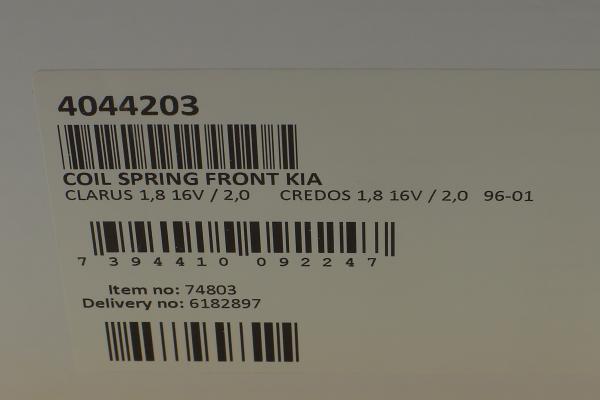 4044203
COIL SPRING FRONT KIA
CLARUS 1,8 16V / 2,0 CREDOS 1,8 16V / 2,0 96-01
7 394410 092247
Item no: 74803
Delivery no: 6182897